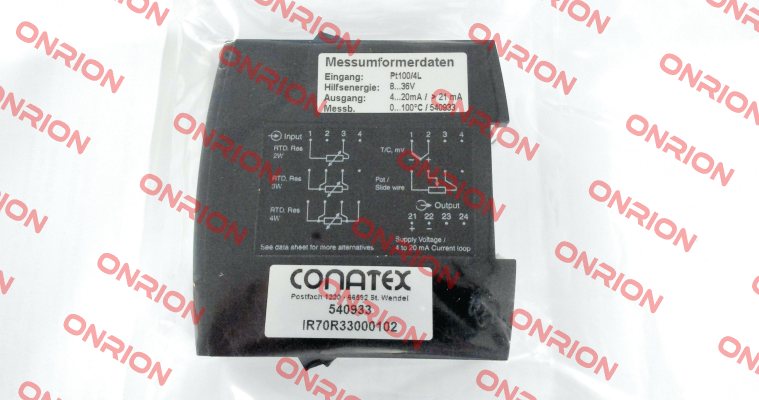 Messumformerdaten
Eingang: Pt100/4L
Hilfsenergie: 8...36V
Ausgang: 4...20mA / > 21 mA
Messb. 0...100°C / 540933
Input 1 2 3 4
RTD, Res
2W
RTD, Res
3W
RTD, Res
4W
See data sheet for more alternatives
1 2 3 4
T/C, mV
Pot /
Slide wire
Output
21 22 23 24
+ −
Supply Voltage /
4 to 20 mA Current loop
CONATEX
Postfach 1220 - 66592 St. Wendel
540933
IR70R33000102
ONRION